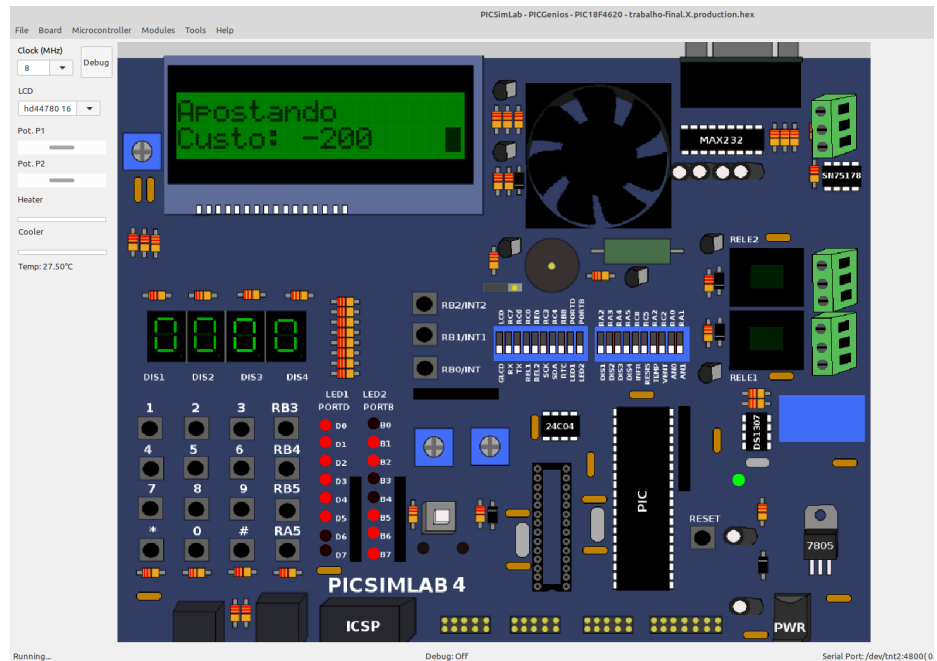 PICSimLab - PICGenios - PIC18F4620 - trabalho-final.X.production.hex
File Board Microcontroller Modules Tools Help
Clock (MHz)
8
Debug
LCD
hd44780 16
Pot. P1
Pot. P2
Heater
Cooler
Temp: 27.50°C
Apostando
Custo: -200
MAX232
SN75178
RELE2
RELE1
RB2/INT2
RB1/INT1
RB0/INT
0000
DIS1 DIS2 DIS3 DIS4
LED1 LED2
PORTD PORTB
D0 B0
D1 B1
D2 B2
D3 B3
D4 B4
D5 B5
D6 B6
D7 B7
1 2 3 RB3
4 5 6 RB4
7 8 9 RB5
* 0 # RA5
24C04
DS1307
PIC
RESET
7805
PICSIMLAB 4
ICSP
PWR
Running...
Debug: Off
Serial Port: /dev/tnt2:4800(